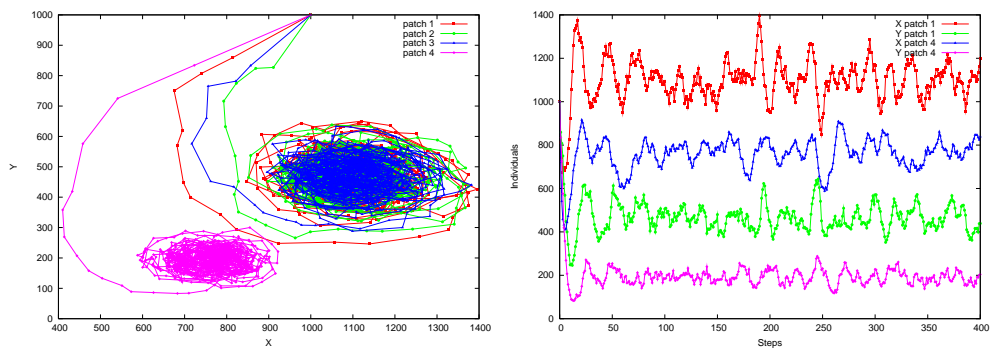 1000
900
800
700
600
500
400
300
200
100
0
400 500 600 700 800 900 1000 1100 1200 1300 1400
Y
X
patch 1
patch 2
patch 3
patch 4
1400
1200
1000
800
600
400
200
0
0 50 100 150 200 250 300 350 400
Individuals
Steps
X patch 1
Y patch 1
X patch 4
Y patch 4